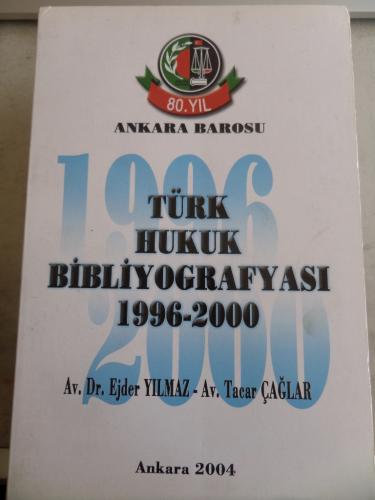 80.YIL
ANKARA BAROSU
1996
2000
TÜRK
HUKUK
BİBLİYOGRAFYASI
1996-2000
Av. Dr. Ejder YILMAZ - Av. Tacar ÇAĞLAR
Ankara 2004